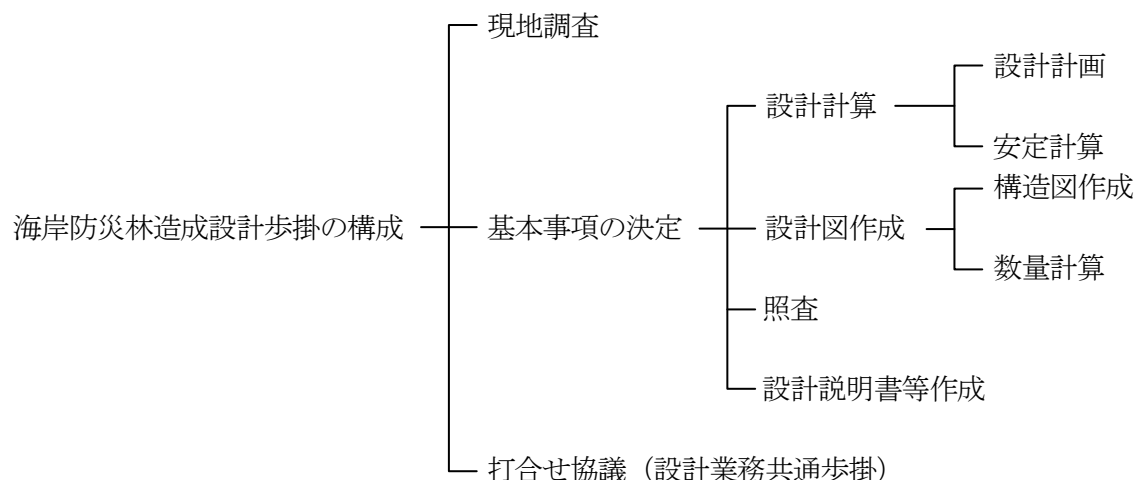 現地調査
設計計画
設計計算
安定計算
構造図作成
海岸防災林造成設計歩掛の構成
基本事項の決定
設計図作成
数量計算
照査
設計説明書等作成
打合せ協議（設計業務共通歩掛）